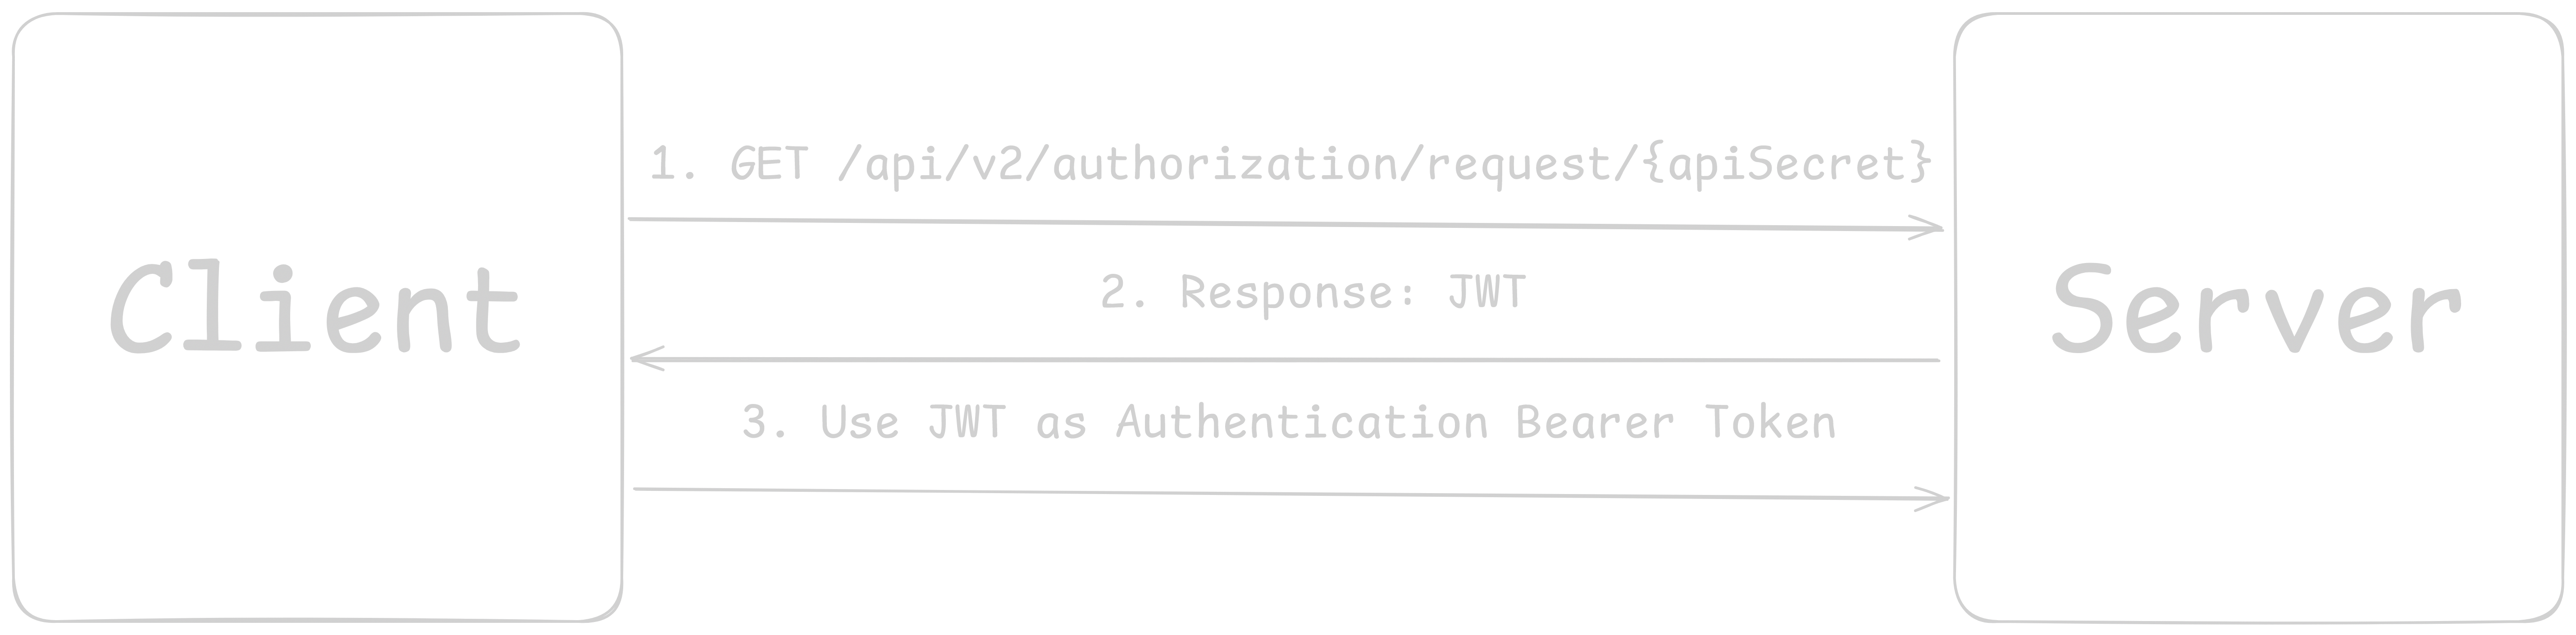 Client
1. GET /api/v2/authorization/request/{apiSecret}
2. Response: JWT
3. Use JWT as Authentication Bearer Token
Server